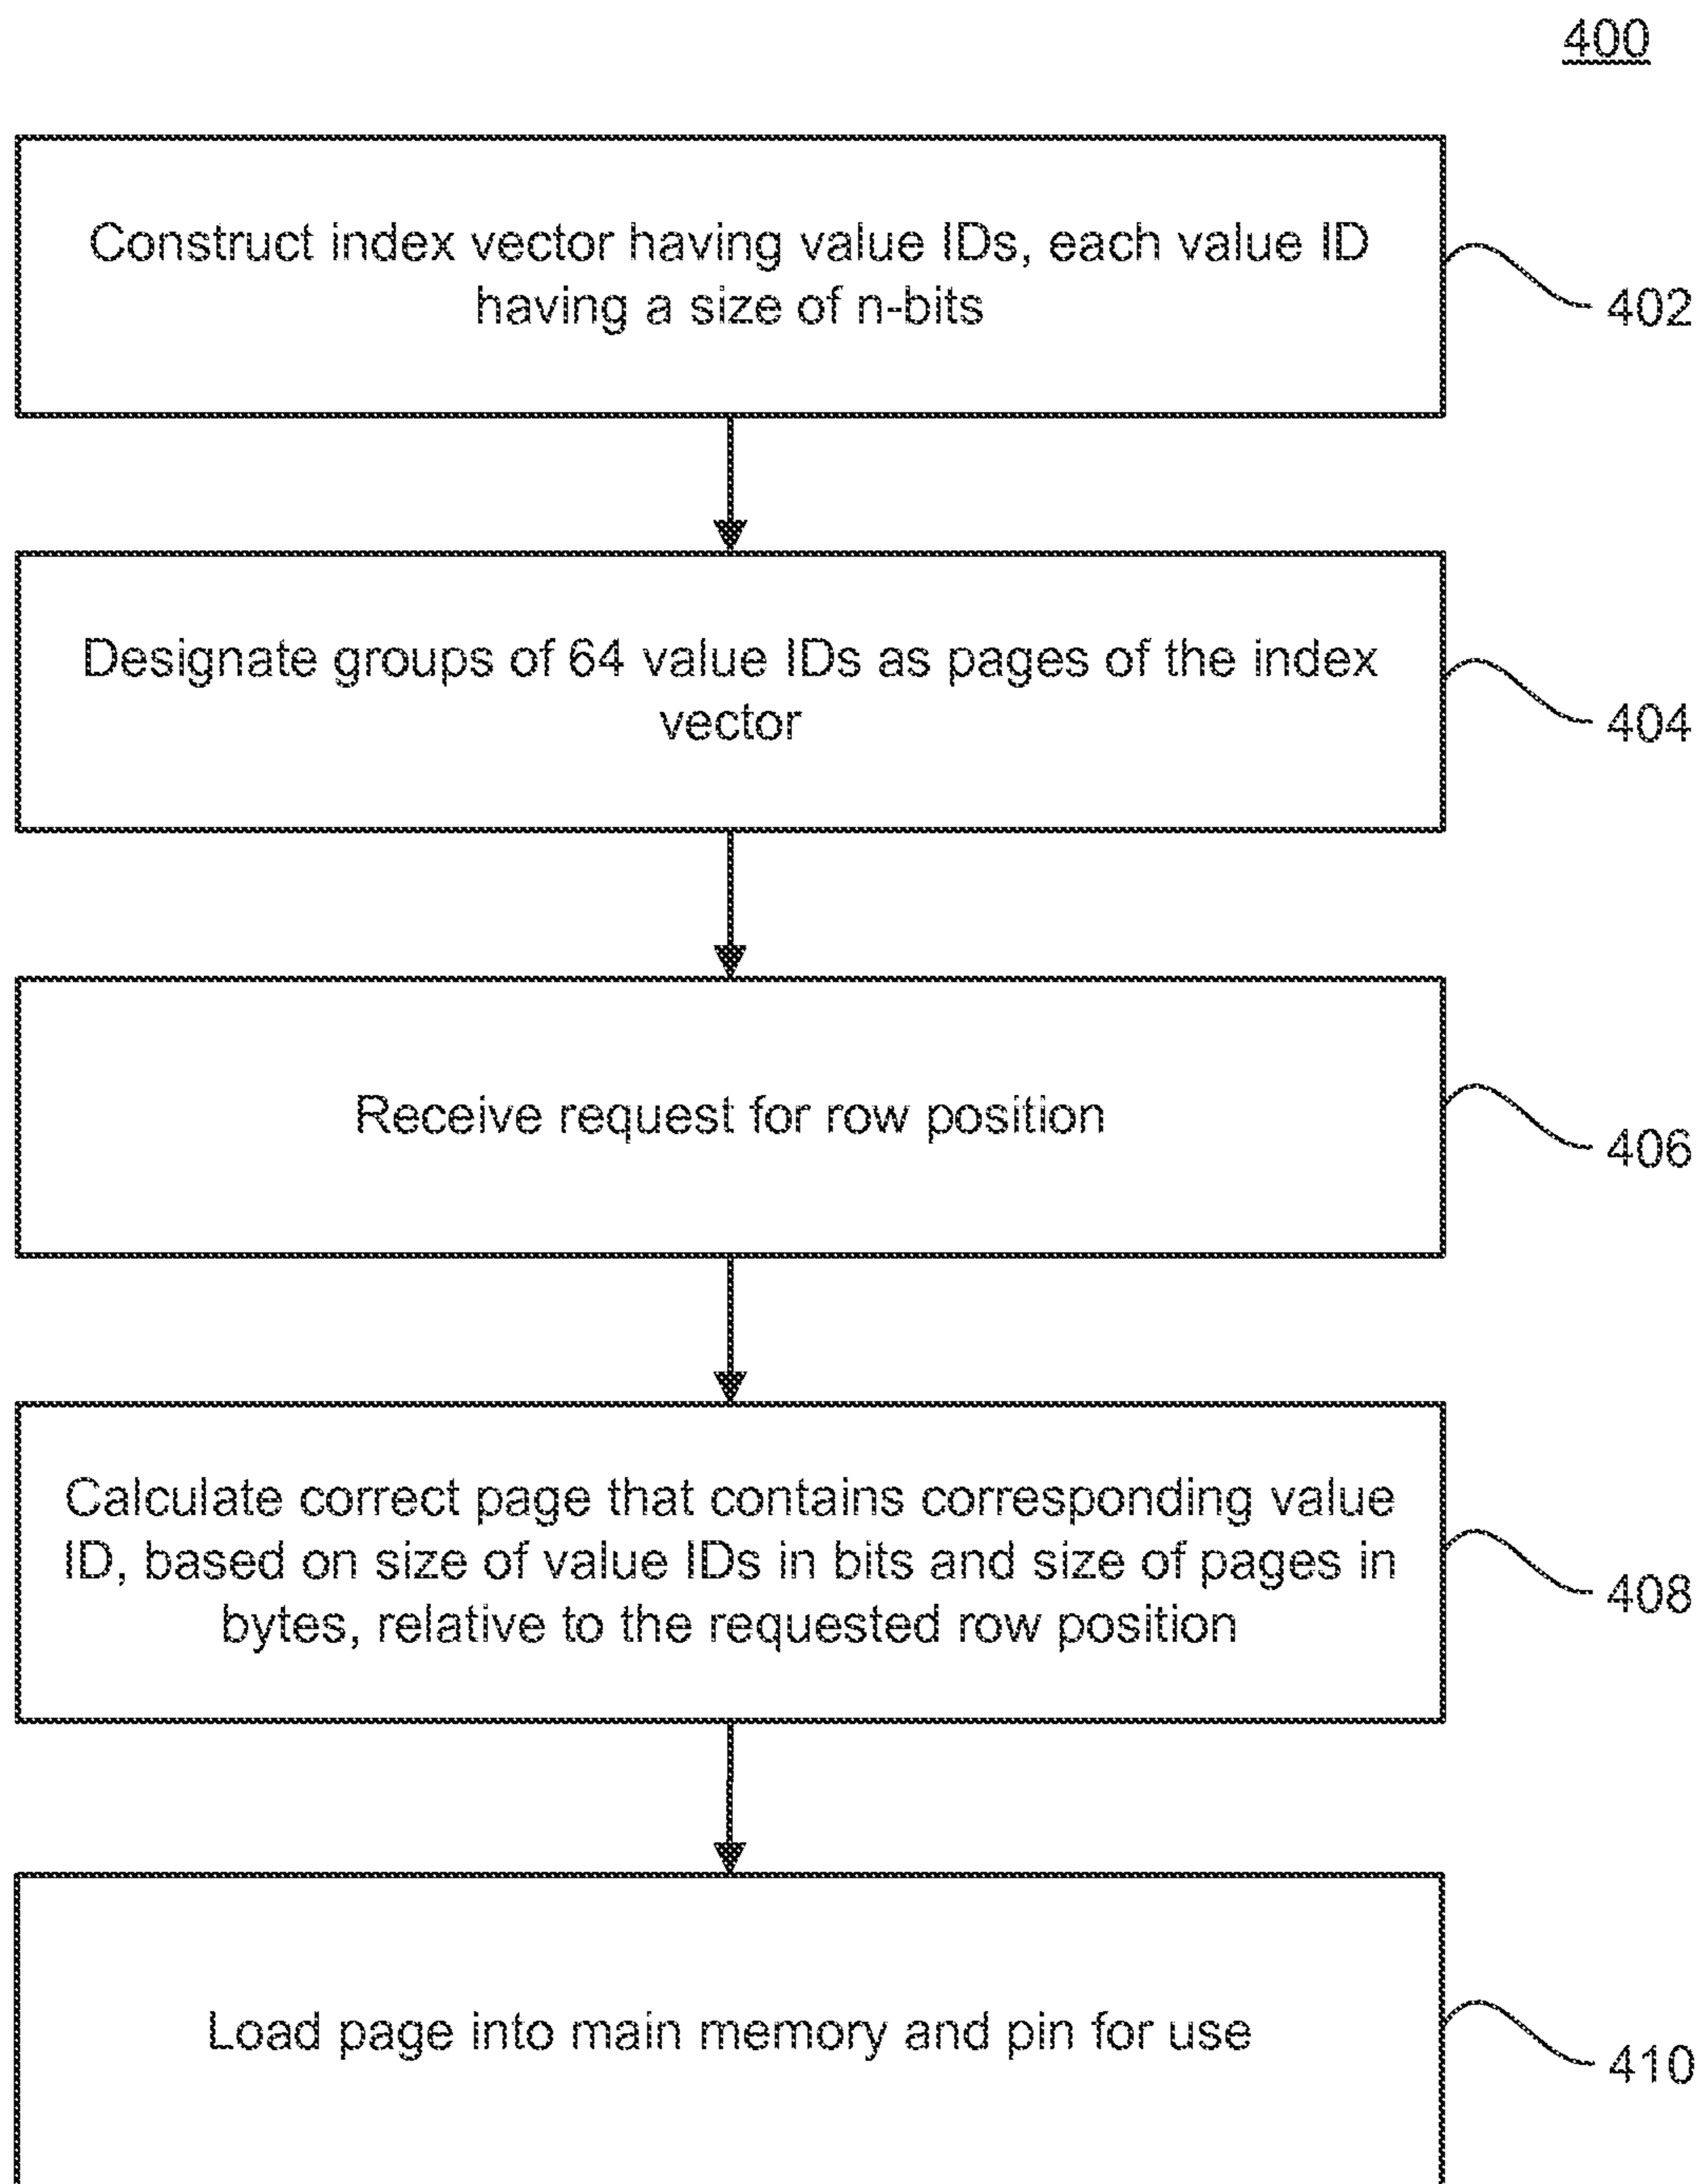 400
Construct index vector having value IDs, each value ID
having a size of n-bits
402
Designate groups of 64 value IDs as pages of the index
vector
404
Receive request for row position
406
Calculate correct page that contains corresponding value
ID, based on size of value IDs in bits and size of pages in
bytes, relative to the requested row position
408
Load page into main memory and pin for use
410